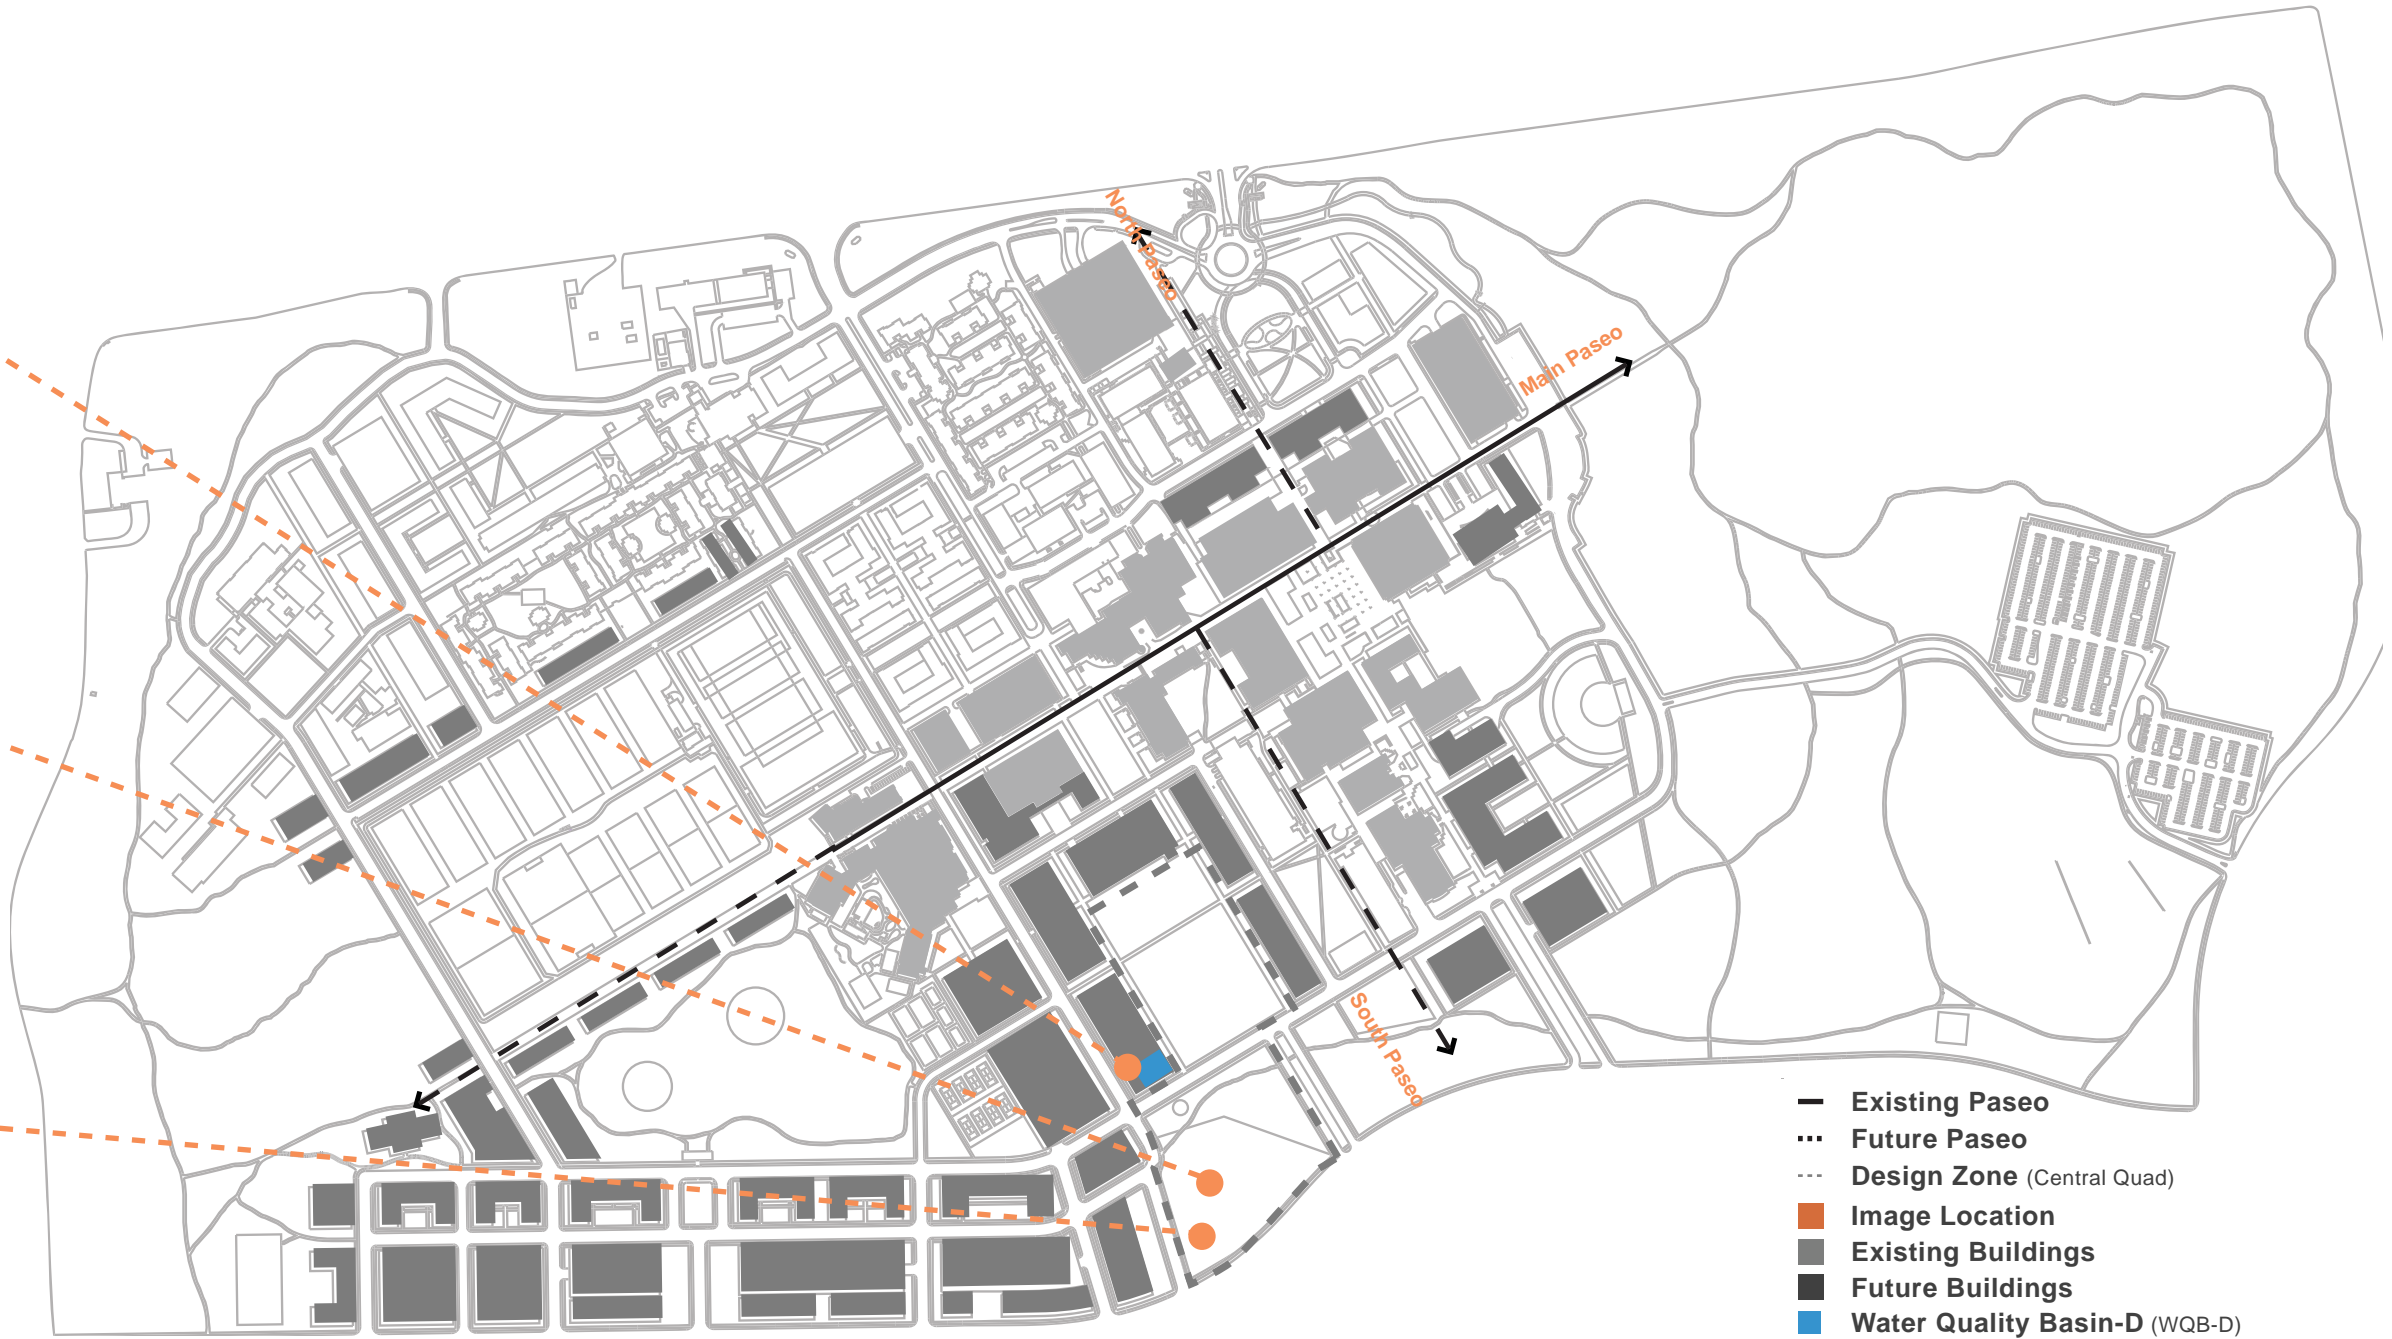 North Paseo
Main Paseo
South Paseo
Existing Paseo
Future Paseo
Design Zone (Central Quad)
Image Location
Existing Buildings
Future Buildings
Water Quality Basin-D (WQB-D)